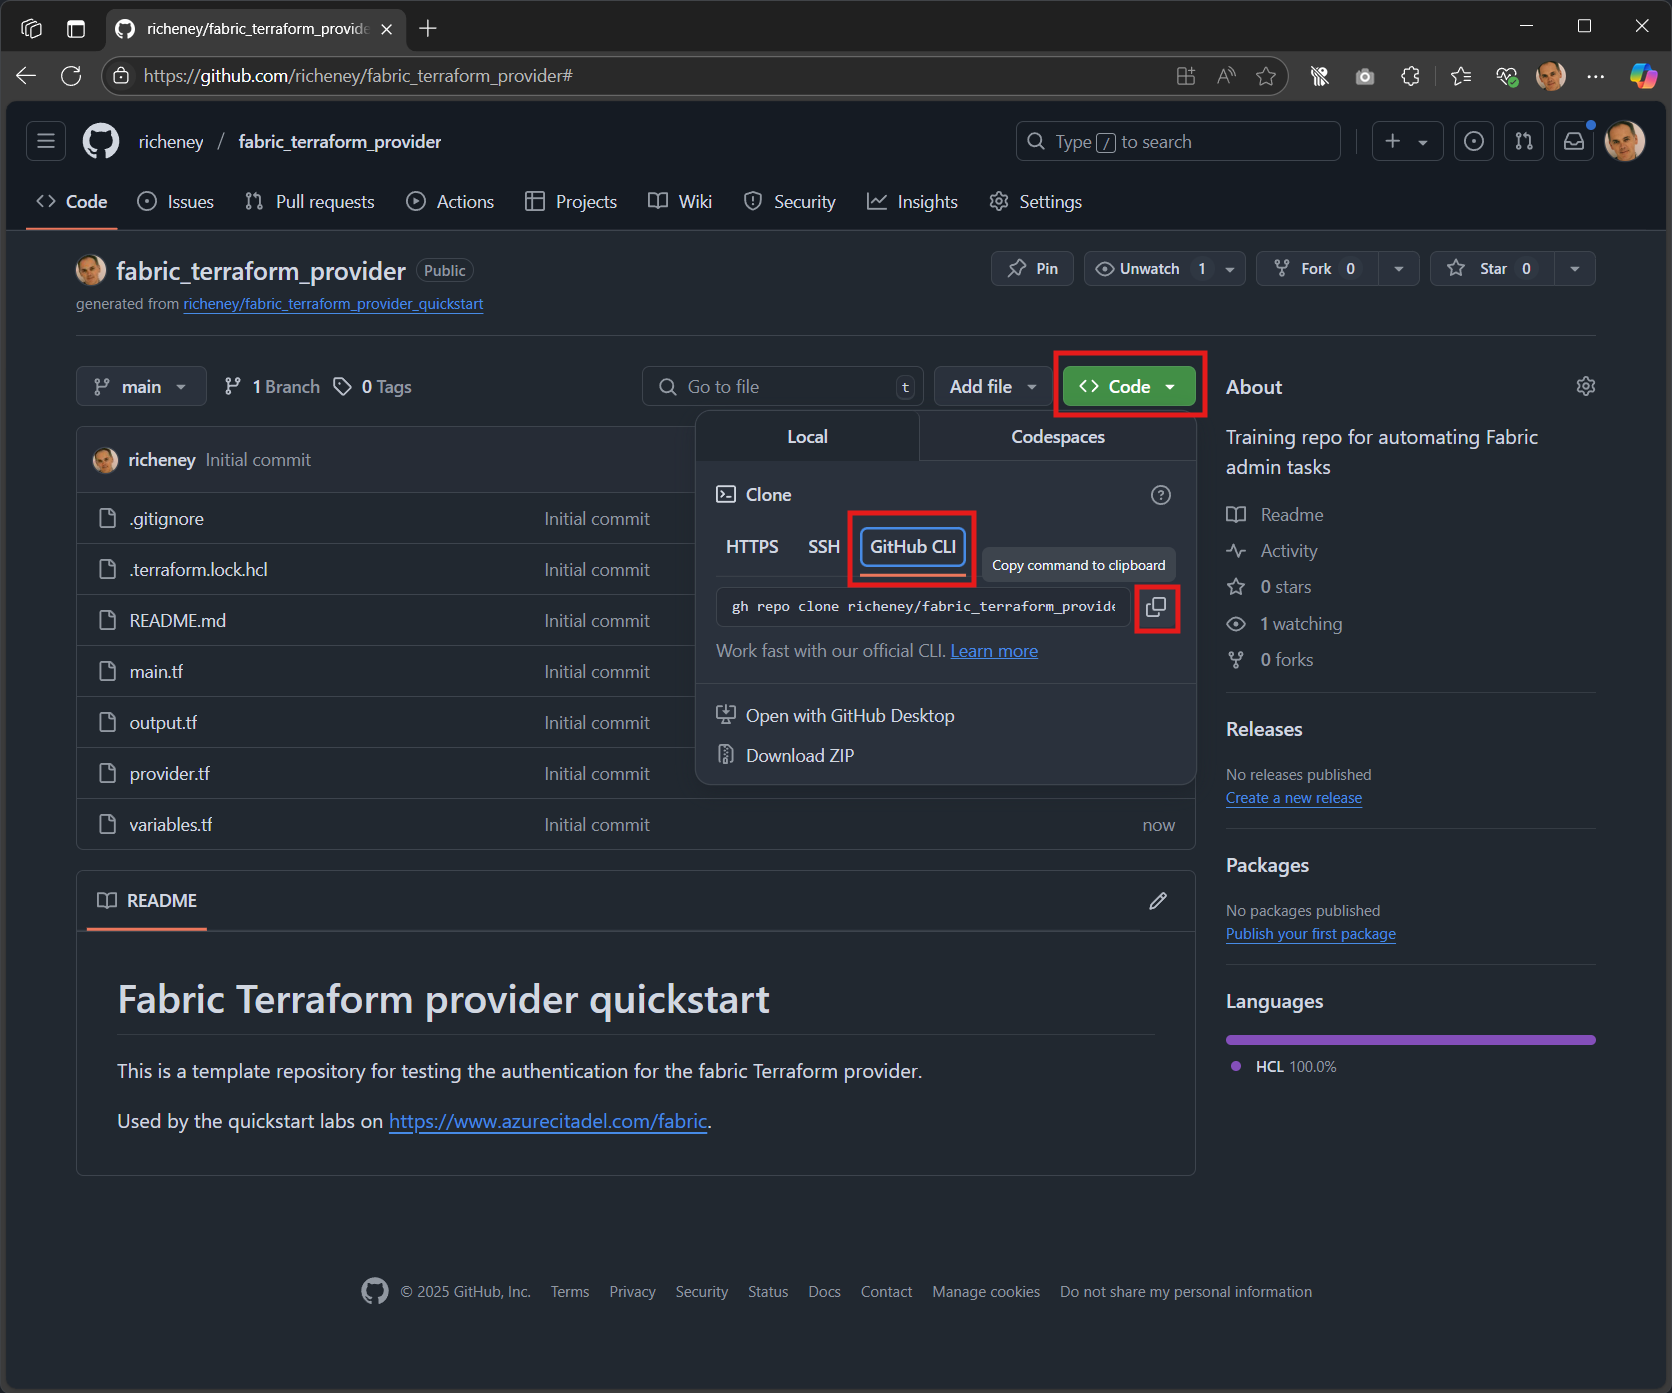 richeney/fabric_terraform_provide
https://github.com/richeney/fabric_terraform_provider#
richeney / fabric_terraform_provider
Type / to search
Code Issues Pull requests Actions Projects Wiki Security Insights Settings
fabric_terraform_provider Public
Pin Unwatch 1 Fork 0 Star 0
generated from richeney/fabric_terraform_provider_quickstart
main 1 Branch 0 Tags
Go to file t
Add file
Code
Local Codespaces
Clone
HTTPS SSH GitHub CLI
Copy command to clipboard
gh repo clone richeney/fabric_terraform_provide
Work fast with our official CLI. Learn more
Open with GitHub Desktop
Download ZIP
richeney Initial commit
.gitignore Initial commit
.terraform.lock.hcl Initial commit
README.md Initial commit
main.tf Initial commit
output.tf Initial commit
provider.tf Initial commit
variables.tf Initial commit now
README
Fabric Terraform provider quickstart
This is a template repository for testing the authentication for the fabric Terraform provider.
Used by the quickstart labs on https://www.azurecitadel.com/fabric.
About
Training repo for automating Fabric
admin tasks
Readme
Activity
0 stars
1 watching
0 forks
Releases
No releases published
Create a new release
Packages
No packages published
Publish your first package
Languages
HCL 100.0%
© 2025 GitHub, Inc. Terms Privacy Security Status Docs Contact Manage cookies Do not share my personal information